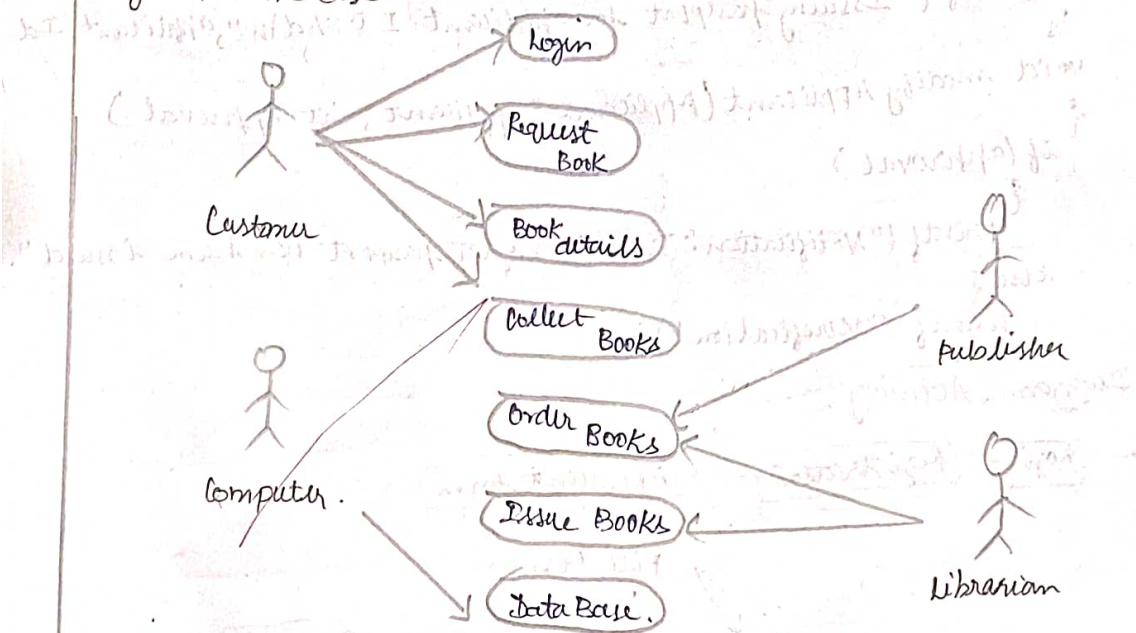 Login
Request
Book
Customer
Book
details
Collect
Books
Publisher
Order
Books
Computer.
Issue Books
Librarian
DataBase.